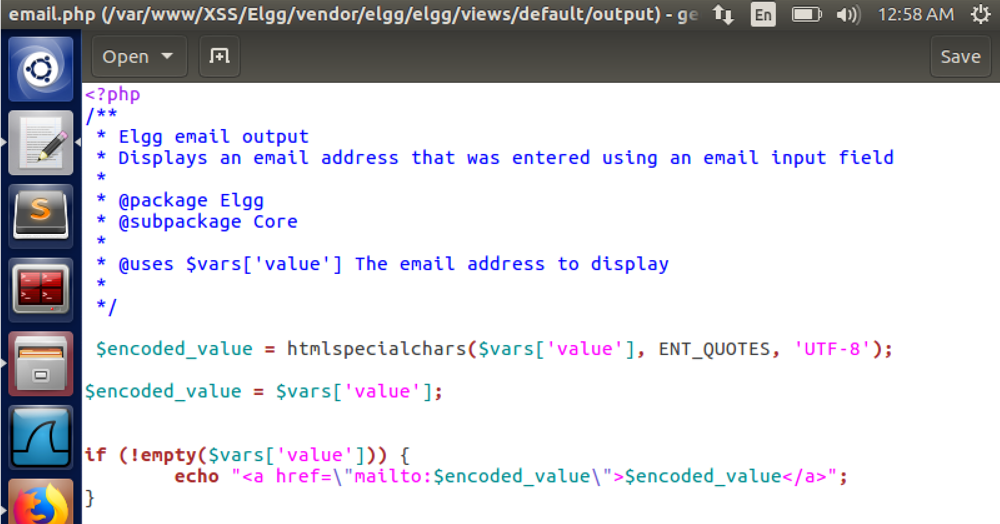 email.php (/var/www/XSS/Elgg/vendor/elgg/elgg/views/default/output) - ge
En
12:58 AM
Open
Save
<?php
/**
 * Elgg email output
 * Displays an email address that was entered using an email input field
 *
 * @package Elgg
 * @subpackage Core
 *
 * @uses $vars['value'] The email address to display
 *
 */
 $encoded_value = htmlspecialchars($vars['value'], ENT_QUOTES, 'UTF-8');
$encoded_value = $vars['value'];
if (!empty($vars['value'])) {
        echo "<a href=\"mailto:$encoded_value\">$encoded_value</a>";
}